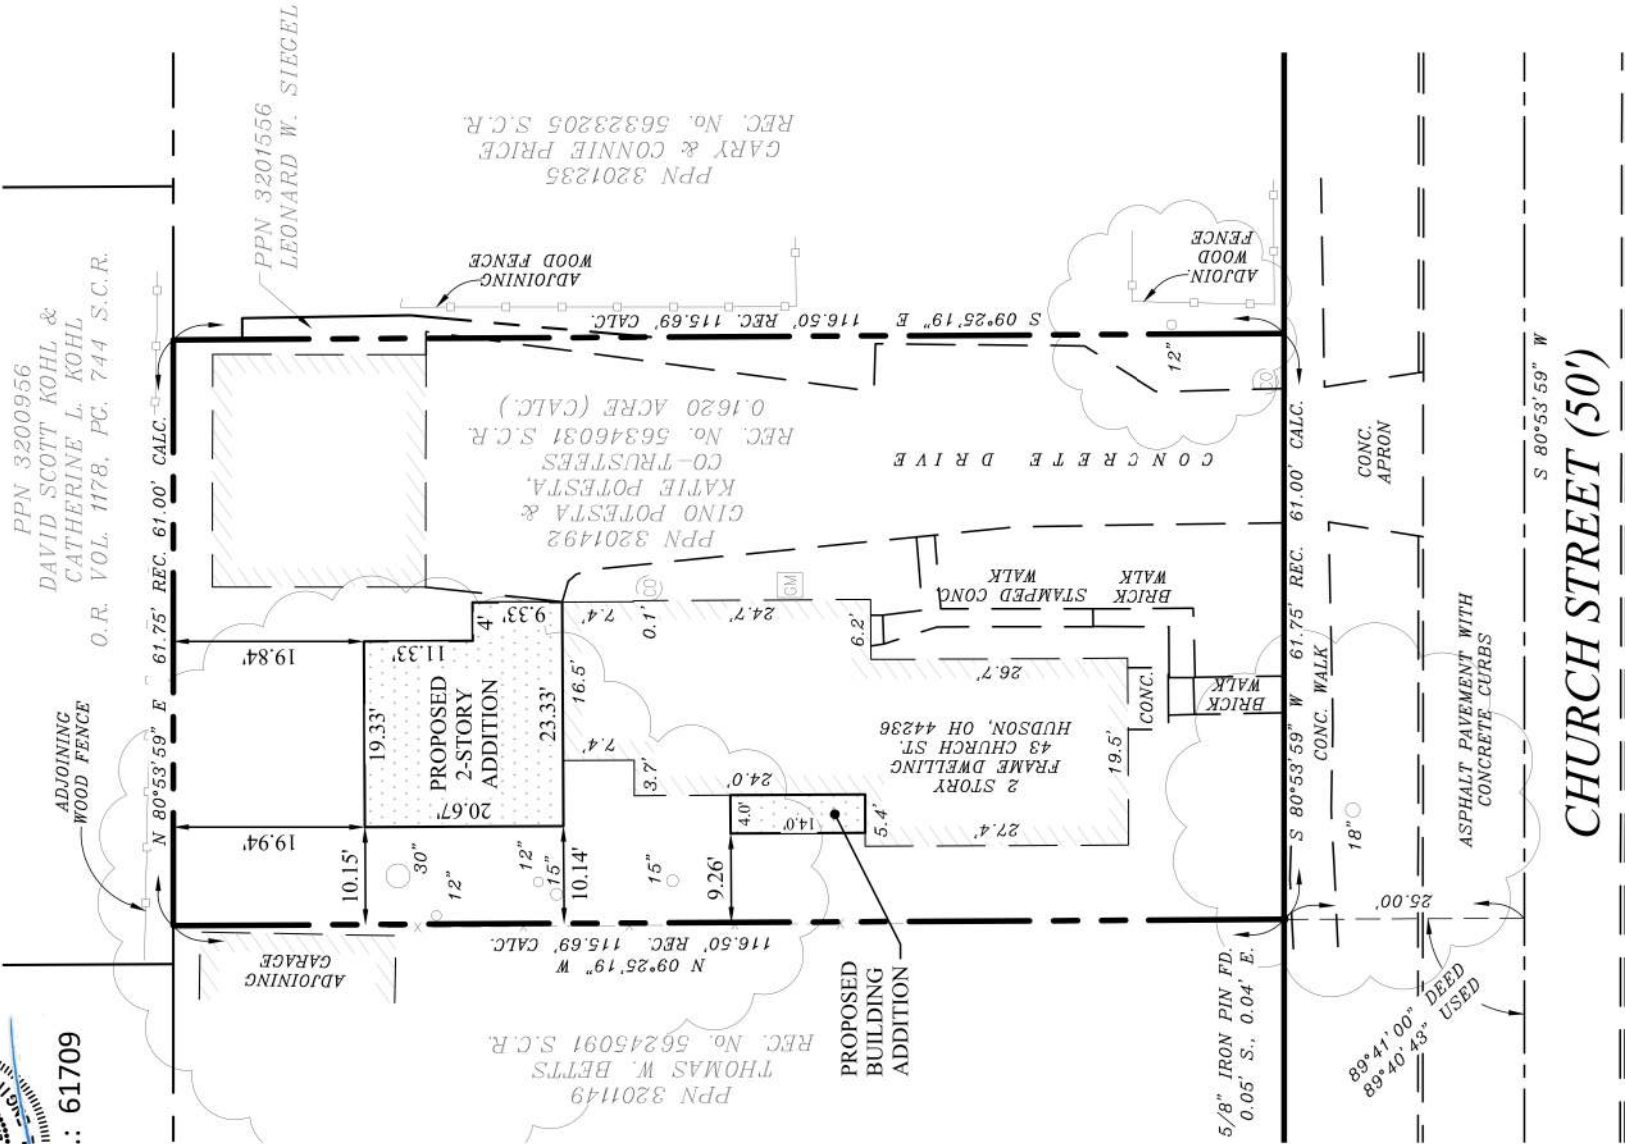 PPN 3200956
DAVID SCOTT KOHL &
CATHERINE L. KOHL
O.R. VOL. 1178, PG. 744 S.C.R.
PPN 3201556
LEONARD W. SIEGEL
PPN 3201235
GARY & CONNIE PRICE
REC. No. 56323205 S.C.R.
ADJOINING
WOOD FENCE
ADJOIN.
WOOD
FENCE
ADJOINING
WOOD FENCE
N 80°53'59" E 61.75' REC. 61.00' CALC.
S 09°25'19" E 116.50' REC. 115.69' CALC.
PPN 3201492
GINO POTESTA &
KATIE POTESTA,
CO-TRUSTEES
REC. No. 56346031 S.C.R.
0.1620 ACRE (CALC.)
CONCRETE DRIVE
12"
CO
CO
GM
19.84'
19.94'
19.33'
11.33'
4'
9.33'
23.33'
20.67'
PROPOSED
2-STORY
ADDITION
10.15'
10.14'
9.26'
30"
12"
12"
15"
15"
16.5'
7.4'
0.1'
24.7'
6.2'
26.7'
7.4'
3.7'
24.0'
4.0'
14.0'
5.4'
27.4'
19.5'
2 STORY
FRAME DWELLING
43 CHURCH ST.
HUDSON, OH 44236
STAMPED CONC.
WALK
BRICK
WALK
CONC.
BRICK
WALK
PROPOSED
BUILDING
ADDITION
N 09°25'19" W
116.50' REC. 115.69' CALC.
ADJOINING
GARAGE
PPN 3201149
THOMAS W. BETTS
REC. No. 56245091 S.C.R.
5/8" IRON PIN FD.
0.05' S., 0.04' E.
S 80°53'59" W 61.75' REC. 61.00' CALC.
CONC. WALK
CONC.
APRON
18"
25.00'
89°41'00" DEED
89°40'43" USED
ASPHALT PAVEMENT WITH
CONCRETE CURBS
S 80°53'59" W
CHURCH STREET (50')
.: 61709